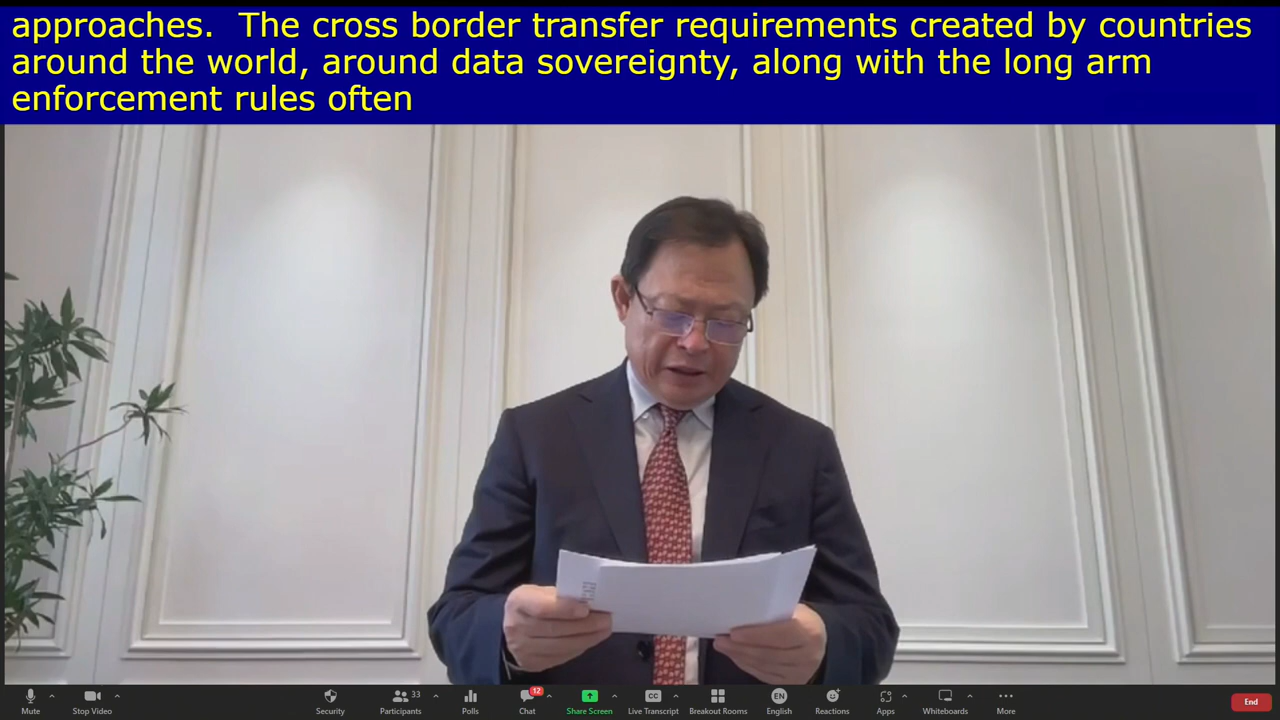 approaches.  The cross border transfer requirements created by countries
around the world, around data sovereignty, along with the long arm
enforcement rules often
33
12
EN
Mute
Stop Video
Security
Participants
Polls
Chat
Share Screen
Live Transcript
Breakout Rooms
English
Reactions
Apps
Whiteboards
More
End